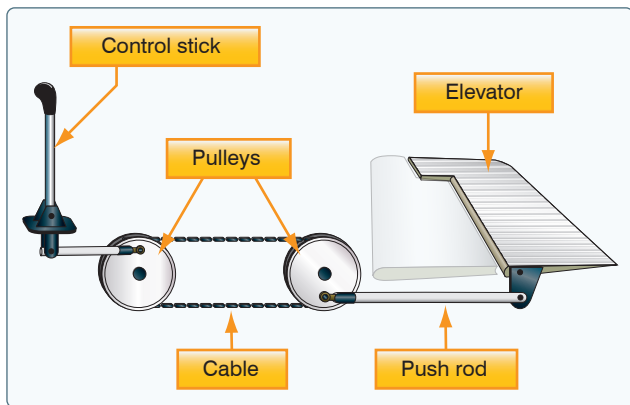 Control stick
Elevator
Pulleys
Cable
Push rod